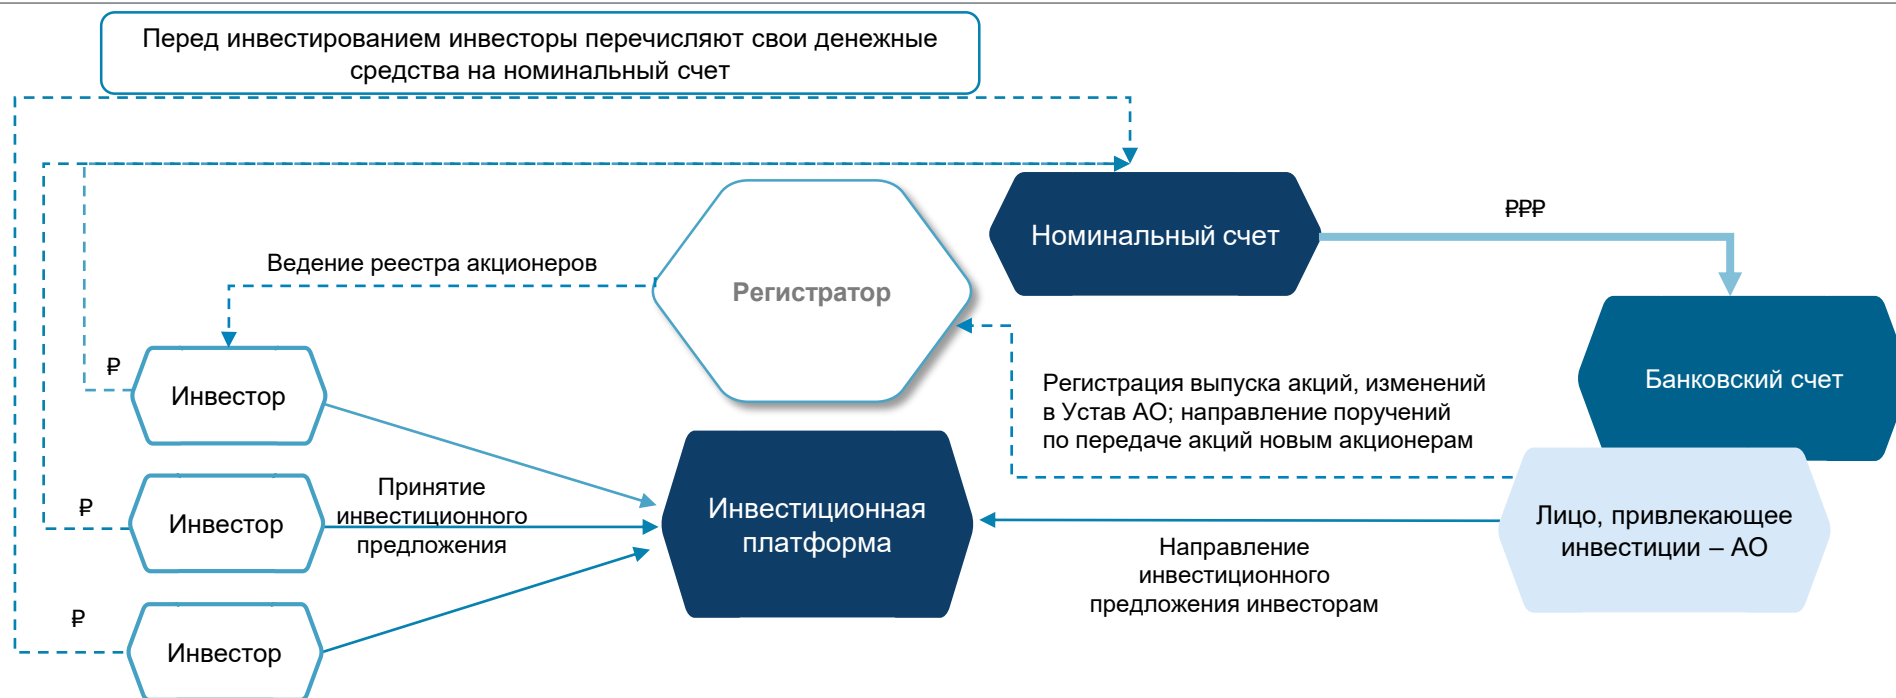 Перед инвестированием инвесторы перечисляют свои денежные
средства на номинальный счет
Номинальный счет
₽₽₽
Ведение реестра акционеров
Регистратор
Банковский счет
₽
Инвестор
Регистрация выпуска акций, изменений
в Устав АО; направление поручений
по передаче акций новым акционерам
₽
Инвестор
Принятие
инвестиционного
предложения
Инвестиционная
платформа
Лицо, привлекающее
инвестиции – АО
Направление
инвестиционного
предложения инвесторам
₽
Инвестор